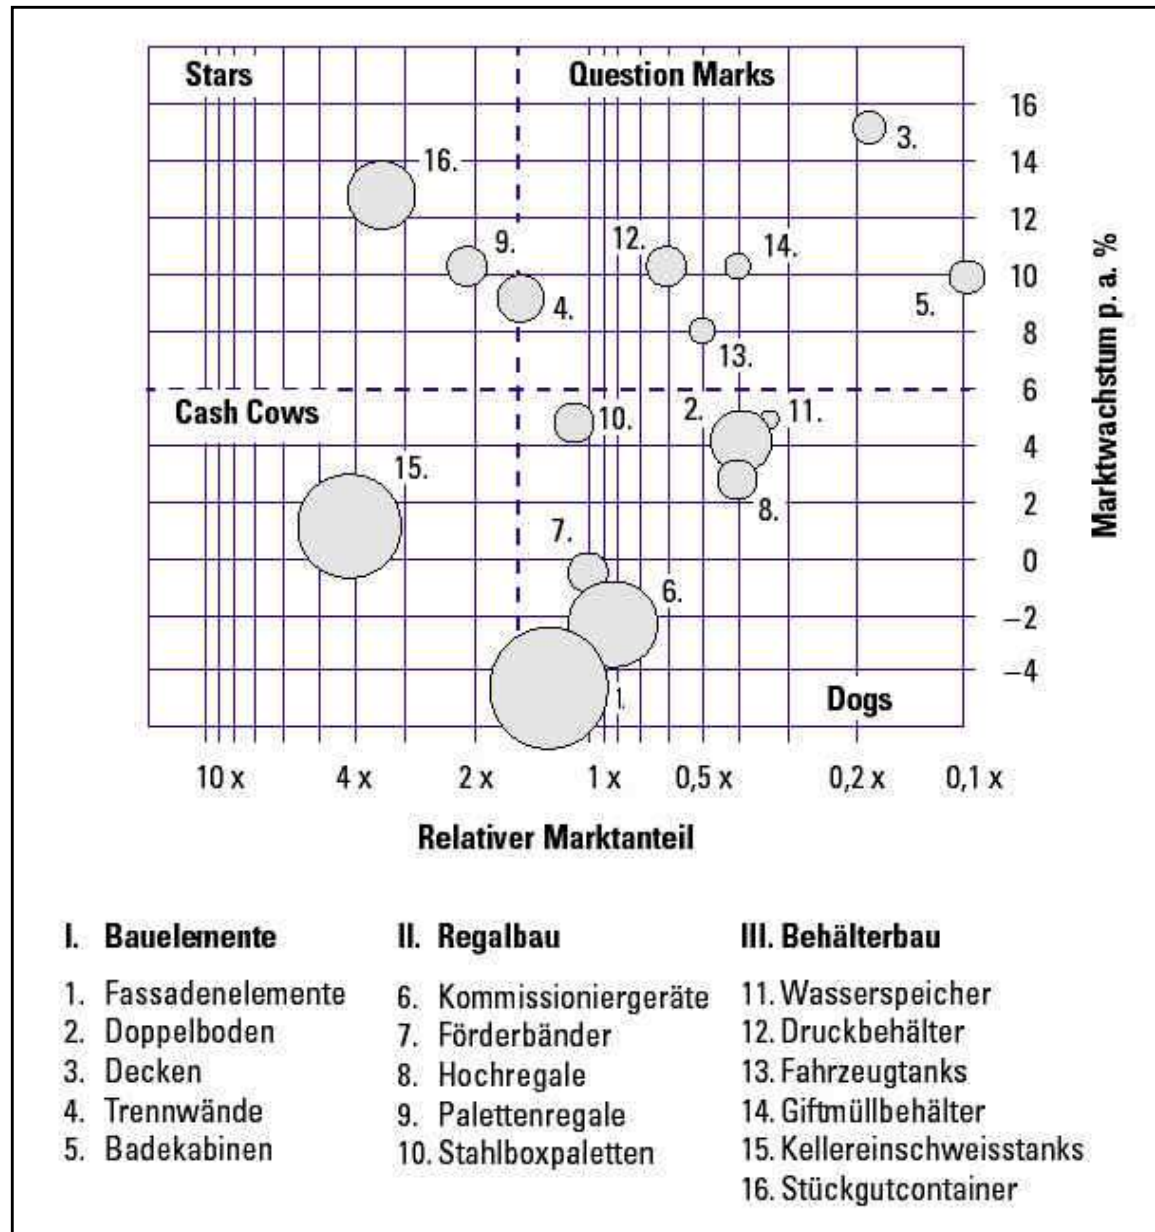 Stars
Question Marks
16
3.
16.
14
12
9.
12.
14.
10
4.
5.
8
13.
6
Cash Cows
10.
2.
11.
4
15.
2
8.
7.
0
6.
–2
–4
1.
Dogs
Marktwachstum p. a. %
10 x 4 x 2 x 1 x 0,5 x 0,2 x 0,1 x
Relativer Marktanteil
I. Bauelemente
1. Fassadenelemente
2. Doppelboden
3. Decken
4. Trennwände
5. Badekabinen
II. Regalbau
6. Kommissioniergeräte
7. Förderbänder
8. Hochregale
9. Palettenregale
10. Stahlboxpaletten
III. Behälterbau
11. Wasserspeicher
12. Druckbehälter
13. Fahrzeugtanks
14. Giftmüllbehälter
15. Kellereinschweisstanks
16. Stückgutcontainer